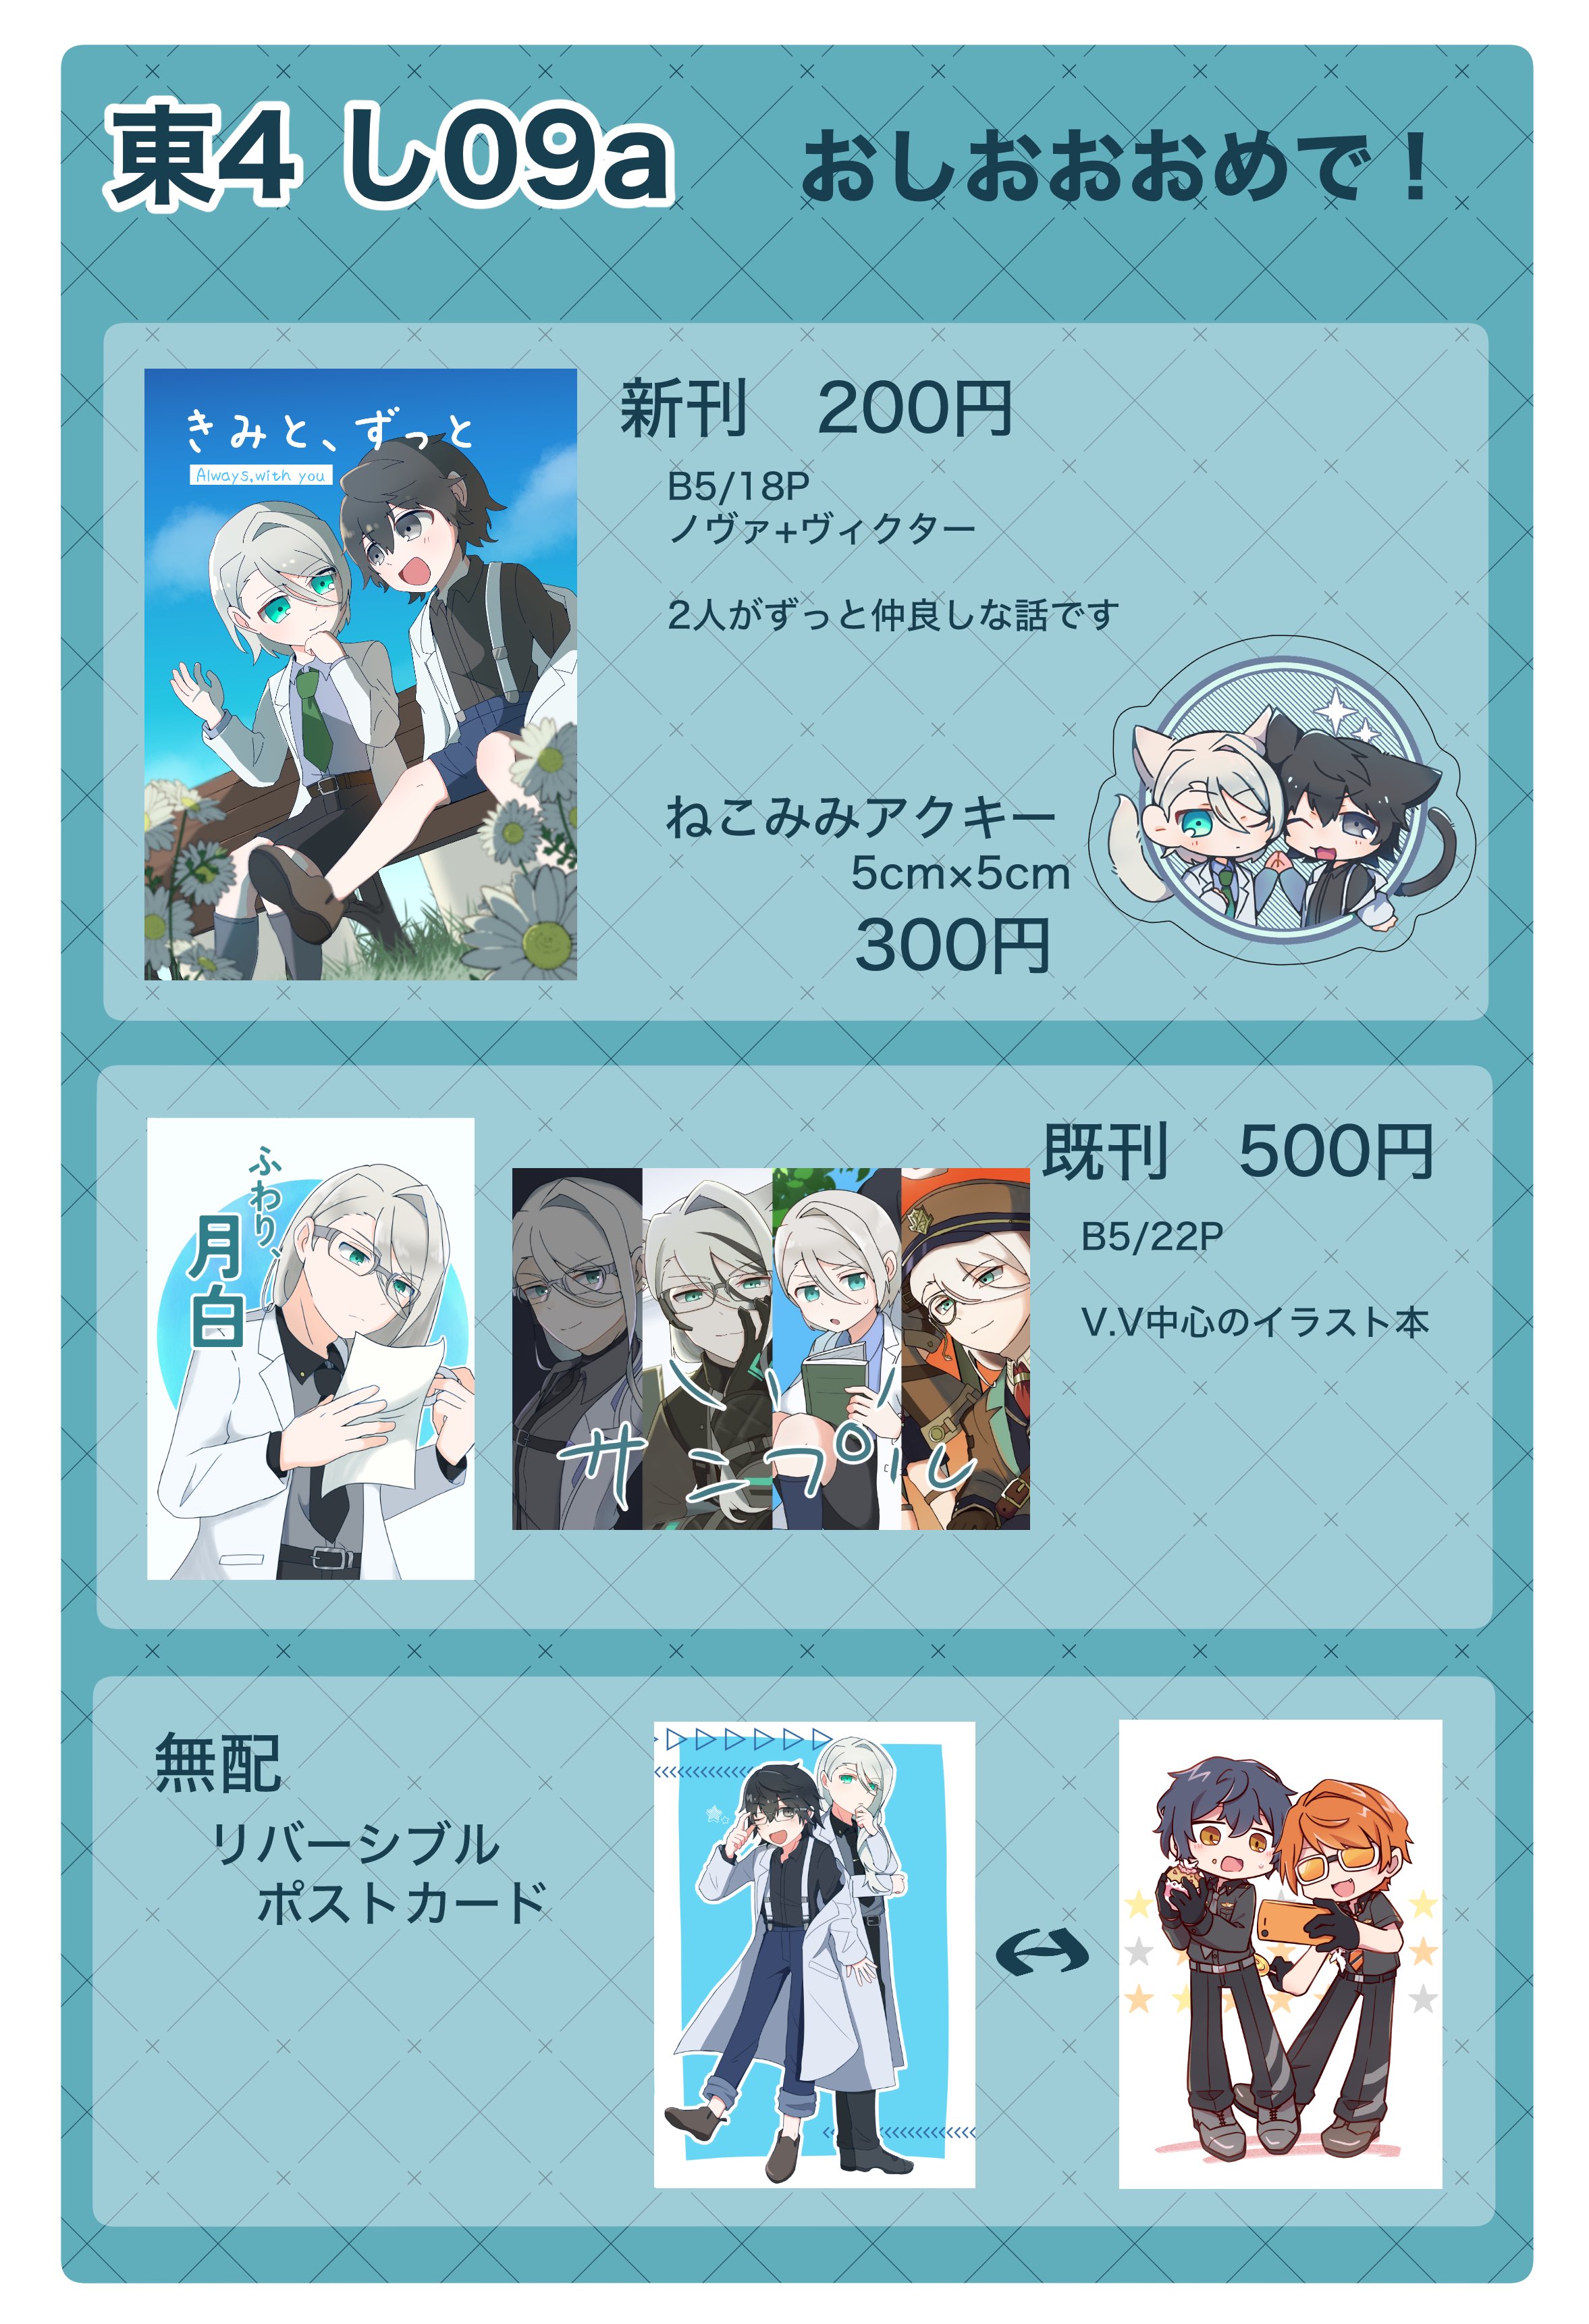 東4 し09a
おしおおおめで！
きみと、ずっと
Always,with you
新刊　200円
B5/18P
ノヴァ+ヴィクター
2人がずっと仲良しな話です
ねこみみアクキー
5cm×5cm
300円
ふわり、
月白
サンプル
既刊　500円
B5/22P
V.V中心のイラスト本
無配
リバーシブル
ポストカード